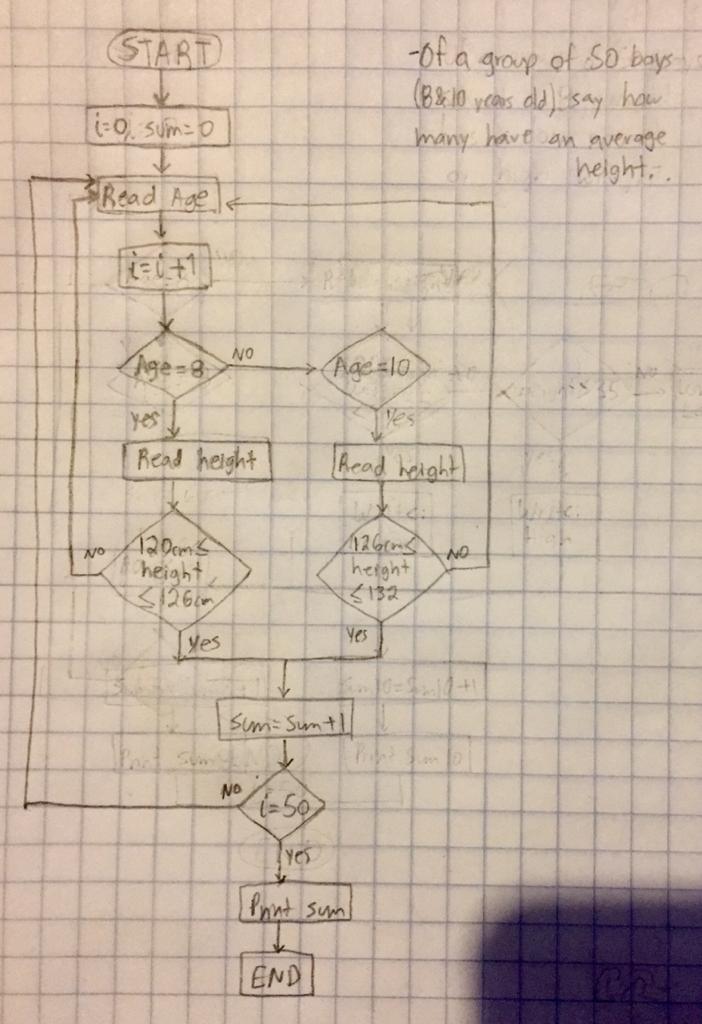 START
-Of a group of 50 boys
(8&10 years old), say how
many have an average
height.
i=0, sum=0
Read Age
i=i+1
Age=8
NO
Age=10
yes
Yes
Read height
Read height
120cm≤
height
≤126cm
NO
126cm≤
height
≤132
NO
Yes
Yes
sum=sum+1
NO
i=50
yes
Print sum
END